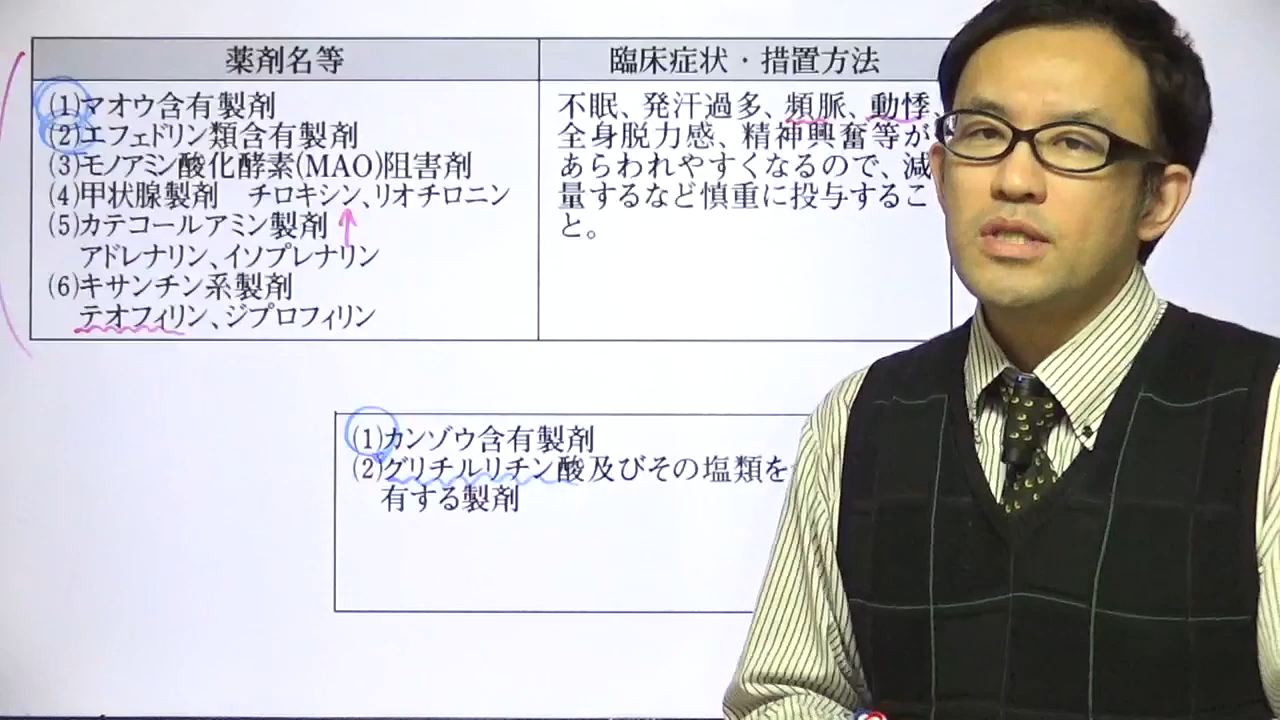 薬剤名等
臨床症状・措置方法
(1)マオウ含有製剤
(2)エフェドリン類含有製剤
(3)モノアミン酸化酵素(MAO)阻害剤
(4)甲状腺製剤 チロキシン、リオチロニン
(5)カテコールアミン製剤
アドレナリン、イソプレナリン
(6)キサンチン系製剤
テオフィリン、ジプロフィリン
不眠、発汗過多、頻脈、動悸、
全身脱力感、精神興奮等が
あらわれやすくなるので、減
量するなど慎重に投与するこ
と。
(1)カンゾウ含有製剤
(2)グリチルリチン酸及びその塩類を
有する製剤